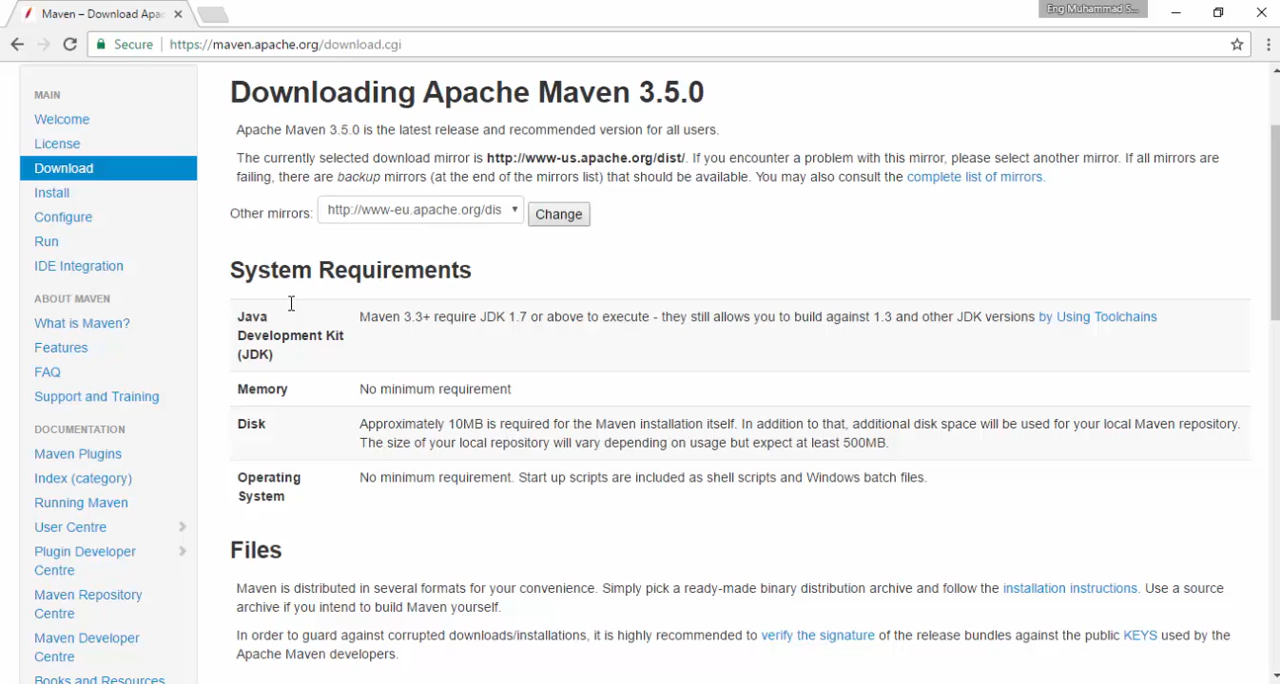 Maven – Download Apac
Eng Muhammad S...
Secure
https://maven.apache.org/download.cgi
MAIN
Welcome
License
Download
Install
Configure
Run
IDE Integration
ABOUT MAVEN
What is Maven?
Features
FAQ
Support and Training
DOCUMENTATION
Maven Plugins
Index (category)
Running Maven
User Centre
Plugin Developer
Centre
Maven Repository
Centre
Maven Developer
Centre
Books and Resources
Downloading Apache Maven 3.5.0
Apache Maven 3.5.0 is the latest release and recommended version for all users.
The currently selected download mirror is http://www-us.apache.org/dist/. If you encounter a problem with this mirror, please select another mirror. If all mirrors are
failing, there are backup mirrors (at the end of the mirrors list) that should be available. You may also consult the complete list of mirrors.
Other mirrors: http://www-eu.apache.org/dis Change
System Requirements
Java
Development Kit
(JDK)
Maven 3.3+ require JDK 1.7 or above to execute - they still allows you to build against 1.3 and other JDK versions by Using Toolchains
Memory
No minimum requirement
Disk
Approximately 10MB is required for the Maven installation itself. In addition to that, additional disk space will be used for your local Maven repository.
The size of your local repository will vary depending on usage but expect at least 500MB.
Operating
System
No minimum requirement. Start up scripts are included as shell scripts and Windows batch files.
Files
Maven is distributed in several formats for your convenience. Simply pick a ready-made binary distribution archive and follow the installation instructions. Use a source
archive if you intend to build Maven yourself.
In order to guard against corrupted downloads/installations, it is highly recommended to verify the signature of the release bundles against the public KEYS used by the
Apache Maven developers.